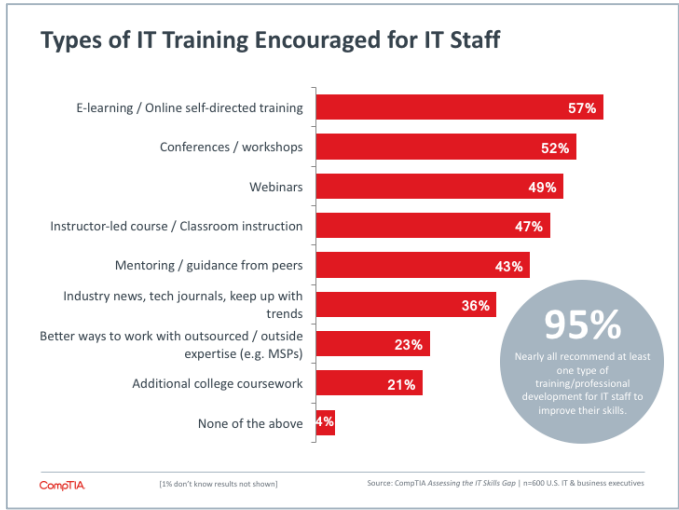 Types of IT Training Encouraged for IT Staff
E-learning / Online self-directed training
57%
Conferences / workshops
52%
Webinars
49%
Instructor-led course / Classroom instruction
47%
Mentoring / guidance from peers
43%
Industry news, tech journals, keep up with
trends
36%
Better ways to work with outsourced / outside
expertise (e.g. MSPs)
23%
Additional college coursework
21%
None of the above
4%
95%
Nearly all recommend at least
one type of
training/professional
development for IT staff to
improve their skills.
CompTIA
[1% don't know results not shown]
Source: CompTIA Assessing the IT Skills Gap | n=600 U.S. IT & business executives